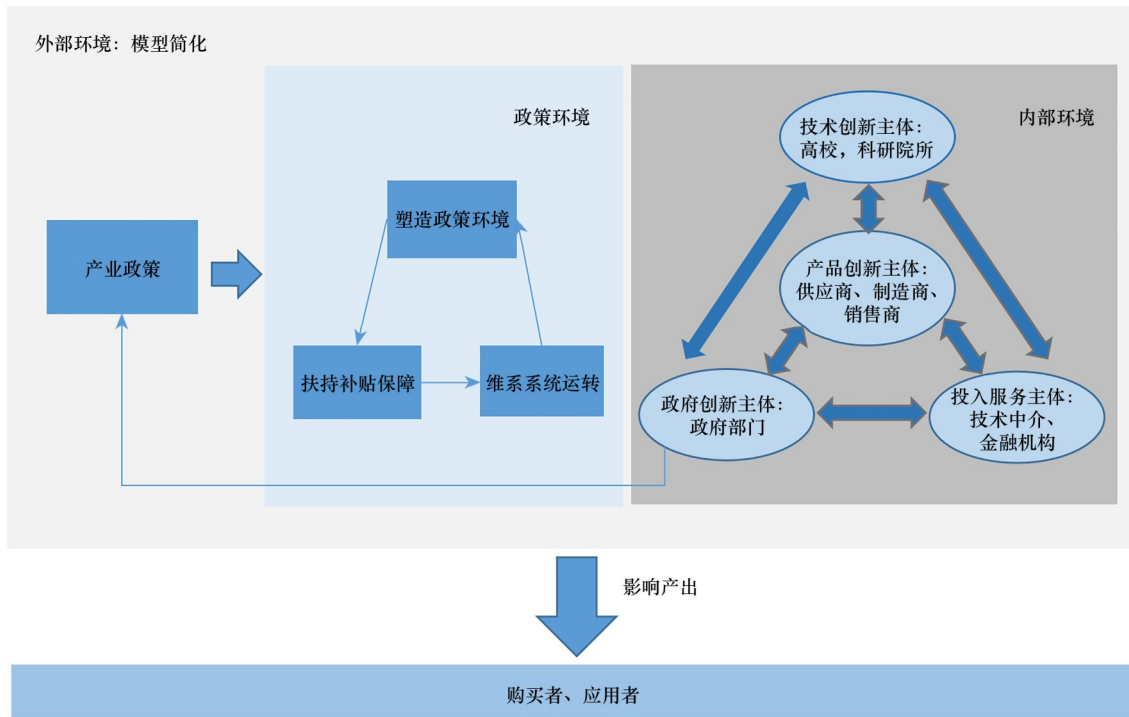 外部环境：模型简化
政策环境
内部环境
产业政策
塑造政策环境
扶持补贴保障
维系系统运转
技术创新主体：
高校，科研院所
产品创新主体：
供应商、制造商、
销售商
政府创新主体：
政府部门
投入服务主体：
技术中介、
金融机构
影响产出
购买者、应用者